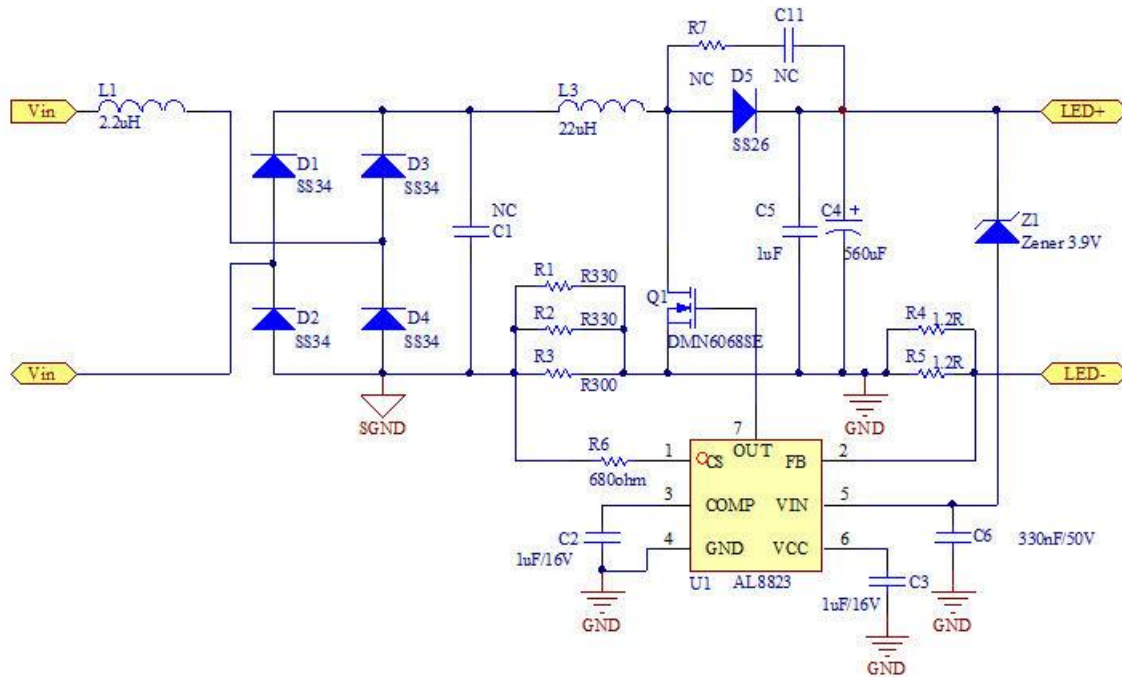 R7
C11
NC
D5
NC
SS26
L1
Vin
2.2uH
L3
22uH
LED+
D1
SS34
D3
SS34
NC
C1
C5
1uF
C4
+
560uF
Z1
Zener 3.9V
R1
R330
R2
R330
R3
R300
Q1
DMN6068SE
D2
SS34
D4
SS34
R4
1.2R
R5
1.2R
Vin
LED-
SGND
GND
R6
680ohm
1
CS
7
OUT
FB
2
3
COMP
VIN
5
4
GND
VCC
6
U1
AL8823
C2
1uF/16V
GND
C3
1uF/16V
GND
C6
330nF/50V
GND